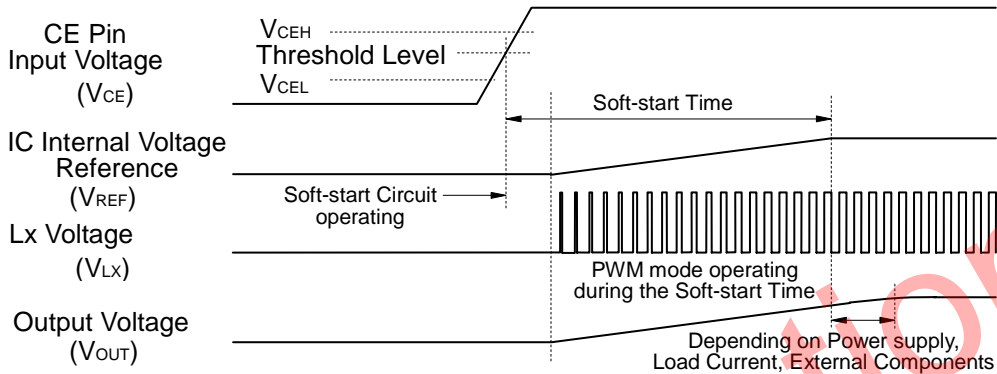 CE Pin
Input Voltage
(VCE)
VCEH
Threshold Level
VCEL
Soft-start Time
IC Internal Voltage
Reference
(VREF)
Soft-start Circuit
operating
Lx Voltage
(VLX)
PWM mode operating
during the Soft-start Time
Output Voltage
(VOUT)
Depending on Power supply,
Load Current, External Components